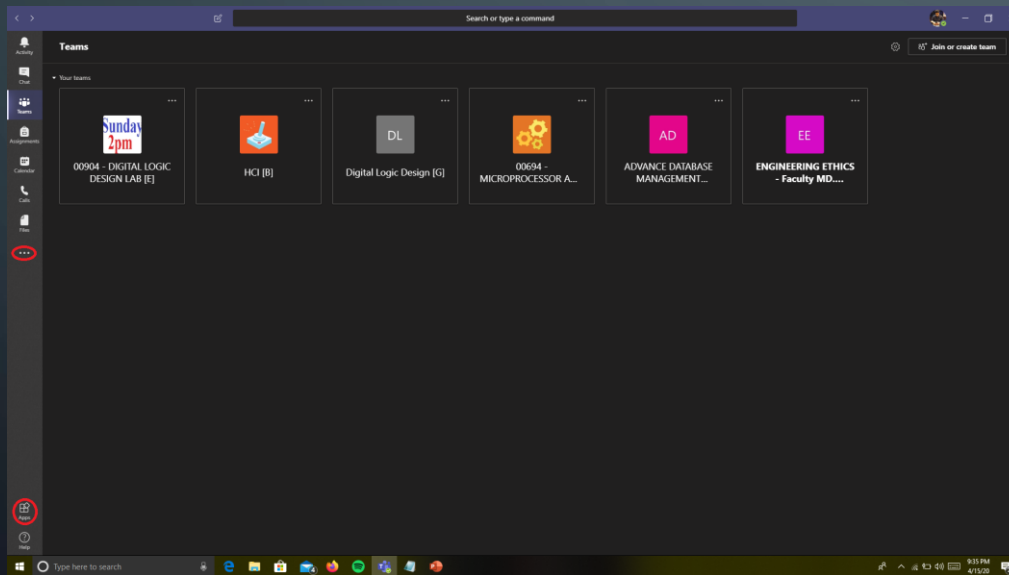 Search or type a command
Activity
Teams
Join or create team
Chat
Your teams
Teams
Assignments
Calendar
Calls
Files
Sunday
2pm
00904 - DIGITAL LOGIC
DESIGN LAB [E]
HCI [B]
DL
Digital Logic Design [G]
00694 -
MICROPROCESSOR A...
AD
ADVANCE DATABASE
MANAGEMENT...
EE
ENGINEERING ETHICS
- Faculty MD....
Apps
Help
Type here to search
4
9:35 PM
4/15/20